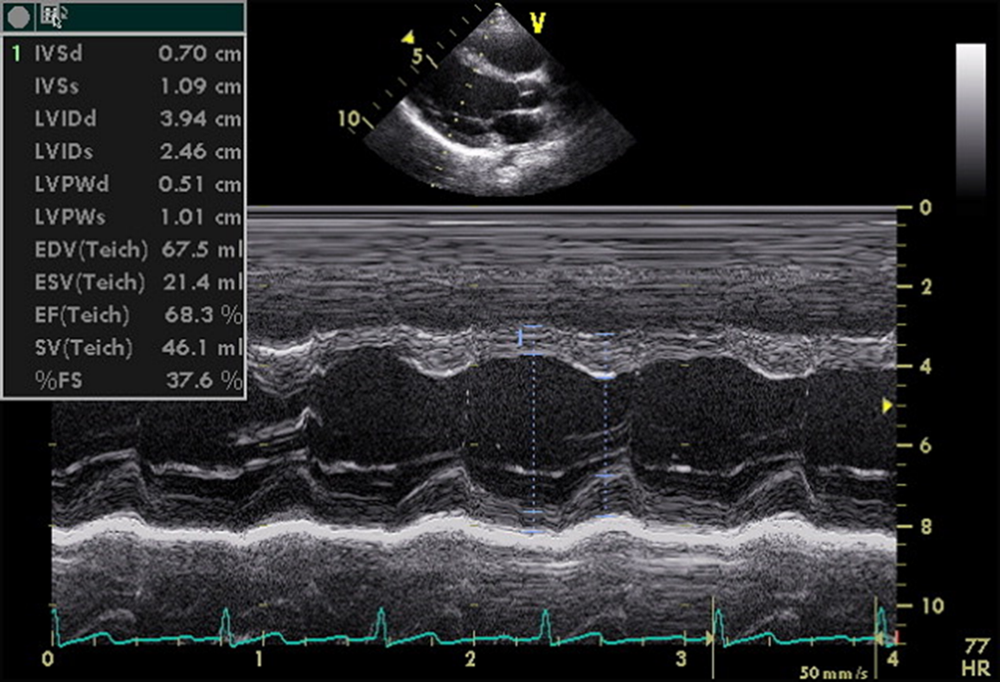 V
5
10
1 IVSd 0.70 cm
IVSs 1.09 cm
LVIDd 3.94 cm
LVIDs 2.46 cm
LVPWd 0.51 cm
LVPWs 1.01 cm
EDV(Teich) 67.5 ml
ESV(Teich) 21.4 ml
EF(Teich) 68.3 %
SV(Teich) 46.1 ml
%FS 37.6 %
0
2
4
6
8
10
1
0 1 2 3 4
50 mm/s
77
HR